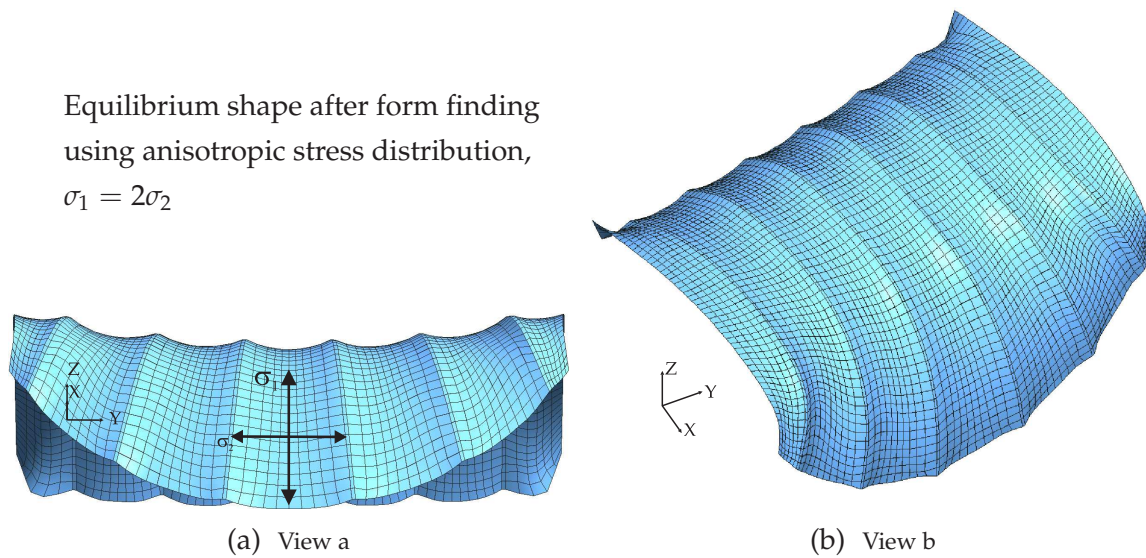 Equilibrium shape after form finding
using anisotropic stress distribution,
σ₁ = 2σ₂
Z
X
Y
σ₁
σ₂
Z
Y
X
(a) View a
(b) View b